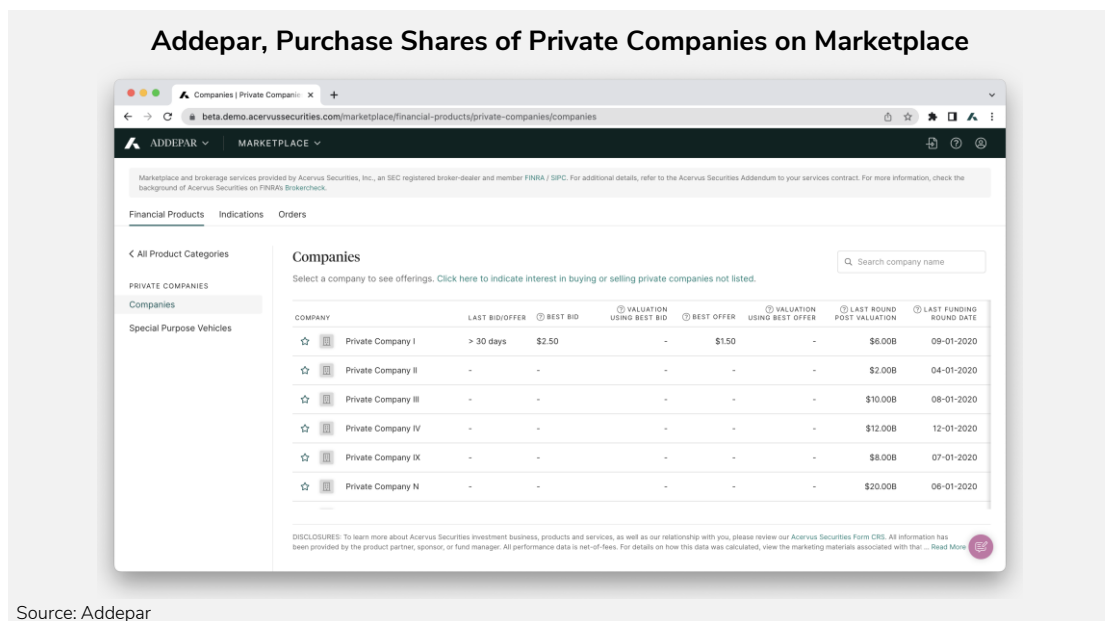 Addepar, Purchase Shares of Private Companies on Marketplace
Companies | Private Companie
beta.demo.acervussecurities.com/marketplace/financial-products/private-companies/companies
ADDEPAR MARKETPLACE
Marketplace and brokerage services provided by Acervus Securities, Inc., an SEC registered broker-dealer and member FINRA / SIPC. For additional details, refer to the Acervus Securities Addendum to your services contract. For more information, check the
background of Acervus Securities on FINRA's Brokercheck.
Financial Products Indications Orders
All Product Categories
PRIVATE COMPANIES
Companies
Special Purpose Vehicles
Companies
Search company name
Select a company to see offerings. Click here to indicate interest in buying or selling private companies not listed.
COMPANY LAST BID/OFFER BEST BID VALUATION USING BEST BID BEST OFFER VALUATION USING BEST OFFER LAST ROUND POST VALUATION LAST FUNDING ROUND DATE
Private Company I > 30 days $2.50 - $1.50 - $6.00B 09-01-2020
Private Company II - - - - - $2.00B 04-01-2020
Private Company III - - - - - $10.00B 08-01-2020
Private Company IV - - - - - $12.00B 12-01-2020
Private Company IX - - - - - $8.00B 07-01-2020
Private Company N - - - - - $20.00B 06-01-2020
DISCLOSURES: To learn more about Acervus Securities investment business, products and services, as well as our relationship with you, please review our Acervus Securities Form CRS. All information has
been provided by the product partner, sponsor, or fund manager. All performance data is net-of-fees. For details on how this data was calculated, view the marketing materials associated with tha! ... Read More
Source: Addepar